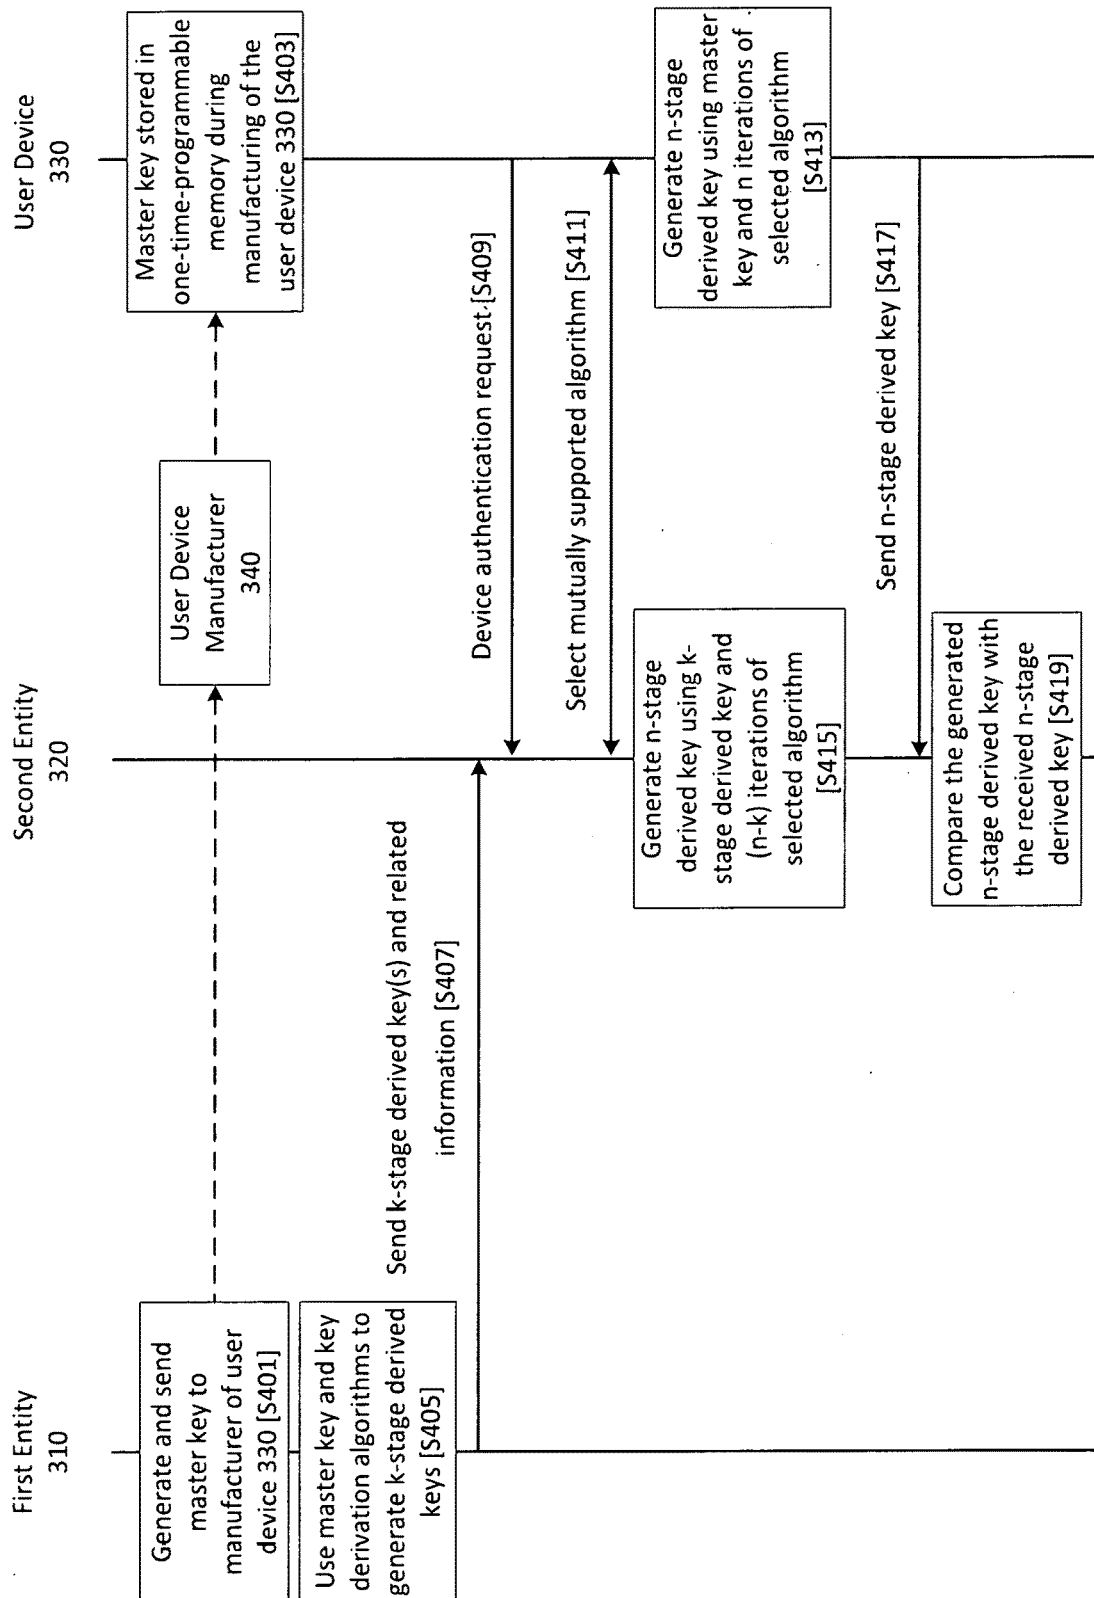 First Entity
310
Second Entity
320
User Device
330
Generate and send
master key to
manufacturer of user
device 330 [S401]
User Device
Manufacturer
340
Master key stored in
one-time-programmable
memory during
manufacturing of the
user device 330 [S403]
Use master key and key
derivation algorithms to
generate k-stage derived
keys [S405]
Send k-stage derived key(s) and related
information [S407]
Device authentication request [S409]
Select mutually supported algorithm [S411]
Generate n-stage
derived key using master
key and n iterations of
selected algorithm
[S413]
Generate n-stage
derived key using k-
stage derived key and
(n-k) iterations of
selected algorithm
[S415]
Send n-stage derived key [S417]
Compare the generated
n-stage derived key with
the received n-stage
derived key [S419]